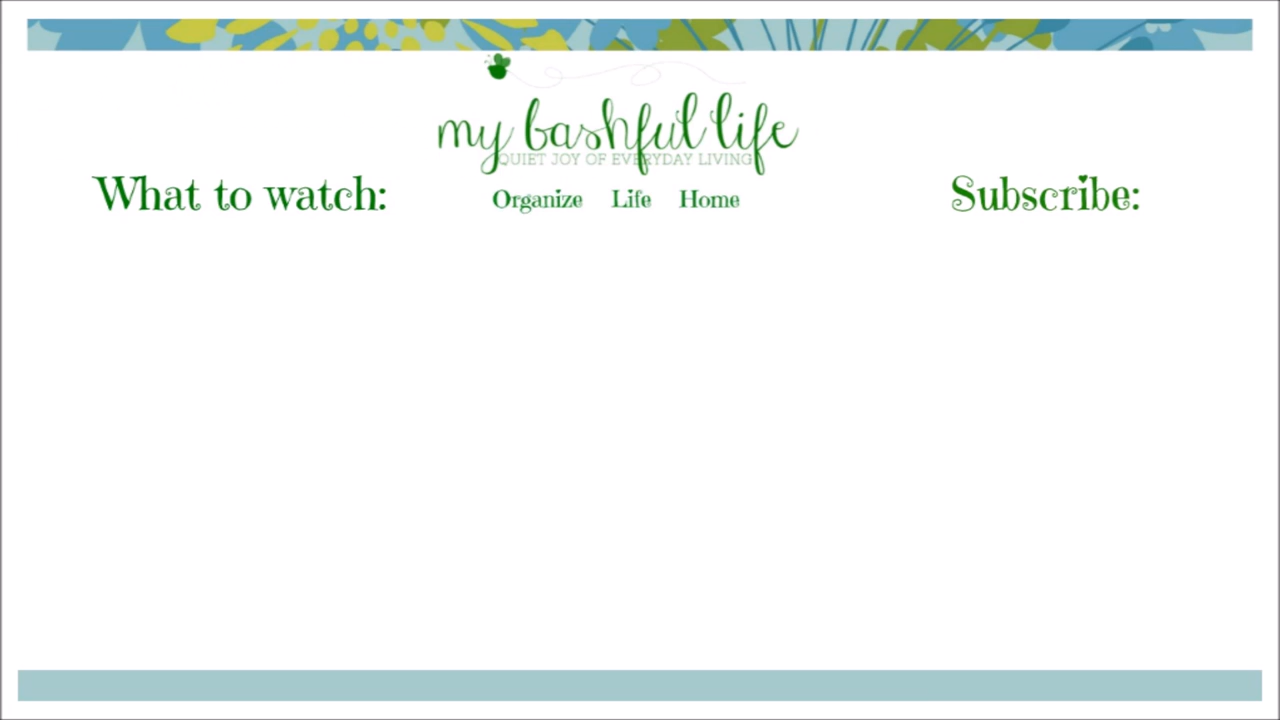 my bashful life
QUIET JOY OF EVERYDAY LIVING
What to watch:
Organize Life Home
Subscribe: